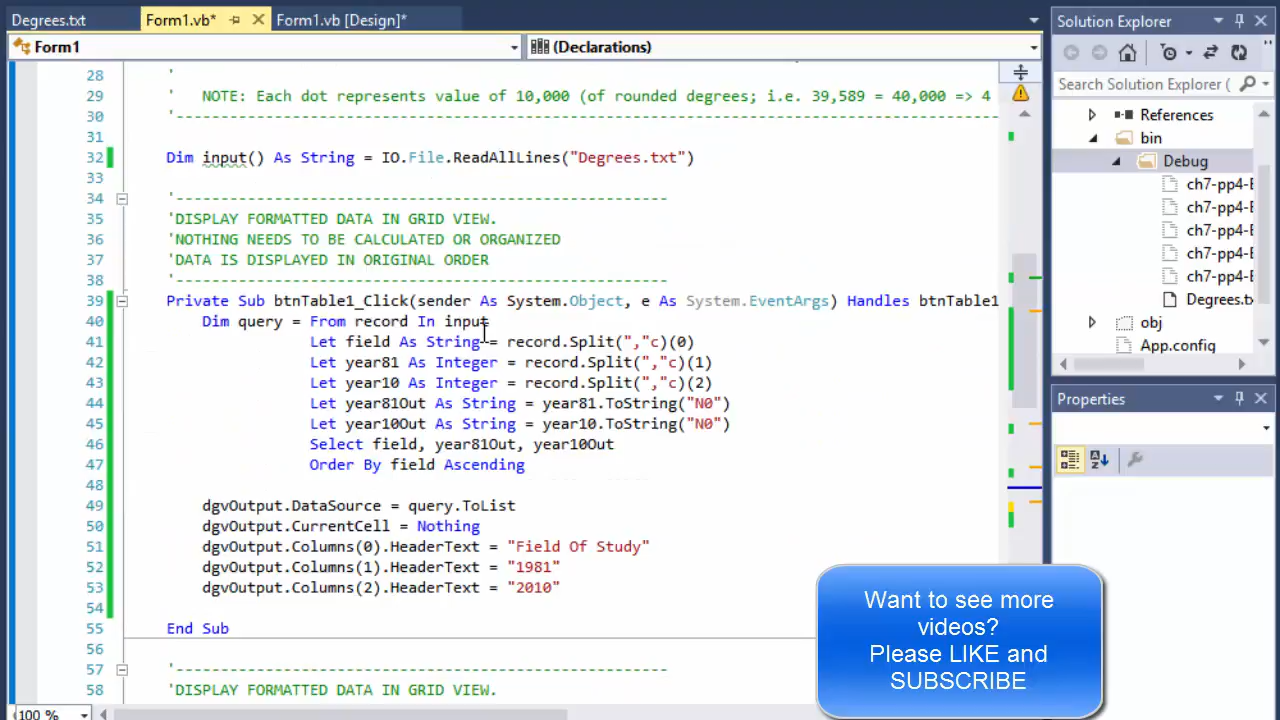 Degrees.txt
Form1.vb*
Form1.vb [Design]*
Solution Explorer
Form1
(Declarations)
Search Solution Explorer (
References
bin
Debug
ch7-pp4-
ch7-pp4-
ch7-pp4-
ch7-pp4-
ch7-pp4-
Degrees.tx
obj
App.config
Properties
28 '
29 ' NOTE: Each dot represents value of 10,000 (of rounded degrees; i.e. 39,589 = 40,000 => 4
30 '--------------------------------------------------------------------------------------------
31
32 Dim input() As String = IO.File.ReadAllLines("Degrees.txt")
33
34 '-------------------------------------------------------
35 'DISPLAY FORMATTED DATA IN GRID VIEW.
36 'NOTHING NEEDS TO BE CALCULATED OR ORGANIZED
37 'DATA IS DISPLAYED IN ORIGINAL ORDER
38 '-------------------------------------------------------
39 Private Sub btnTable1_Click(sender As System.Object, e As System.EventArgs) Handles btnTable1
40 Dim query = From record In input
41 Let field As String = record.Split(","c)(0)
42 Let year81 As Integer = record.Split(","c)(1)
43 Let year10 As Integer = record.Split(","c)(2)
44 Let year81Out As String = year81.ToString("N0")
45 Let year10Out As String = year10.ToString("N0")
46 Select field, year81Out, year10Out
47 Order By field Ascending
48
49 dgvOutput.DataSource = query.ToList
50 dgvOutput.CurrentCell = Nothing
51 dgvOutput.Columns(0).HeaderText = "Field Of Study"
52 dgvOutput.Columns(1).HeaderText = "1981"
53 dgvOutput.Columns(2).HeaderText = "2010"
54
55 End Sub
56
57 '-------------------------------------------------------
58 'DISPLAY FORMATTED DATA IN GRID VIEW.
100 %
Want to see more
videos?
Please LIKE and
SUBSCRIBE